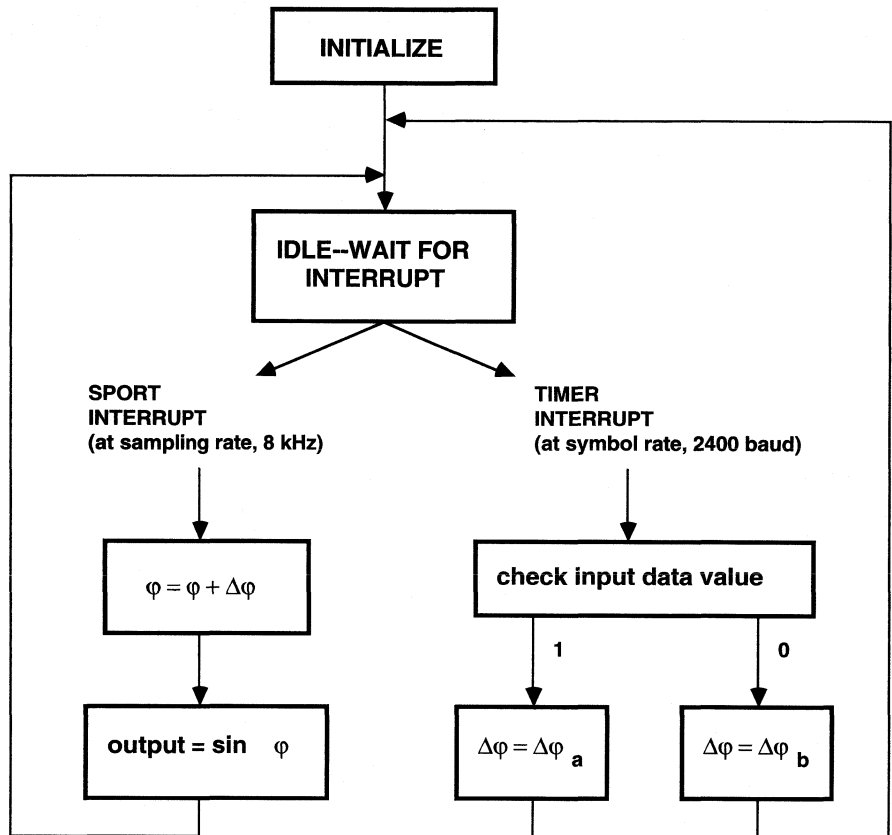 INITIALIZE
IDLE--WAIT FOR
INTERRUPT
SPORT
INTERRUPT
(at sampling rate, 8 kHz)
φ = φ + Δφ
output = sin φ
TIMER
INTERRUPT
(at symbol rate, 2400 baud)
check input data value
1
0
Δφ = Δφ a
Δφ = Δφ b